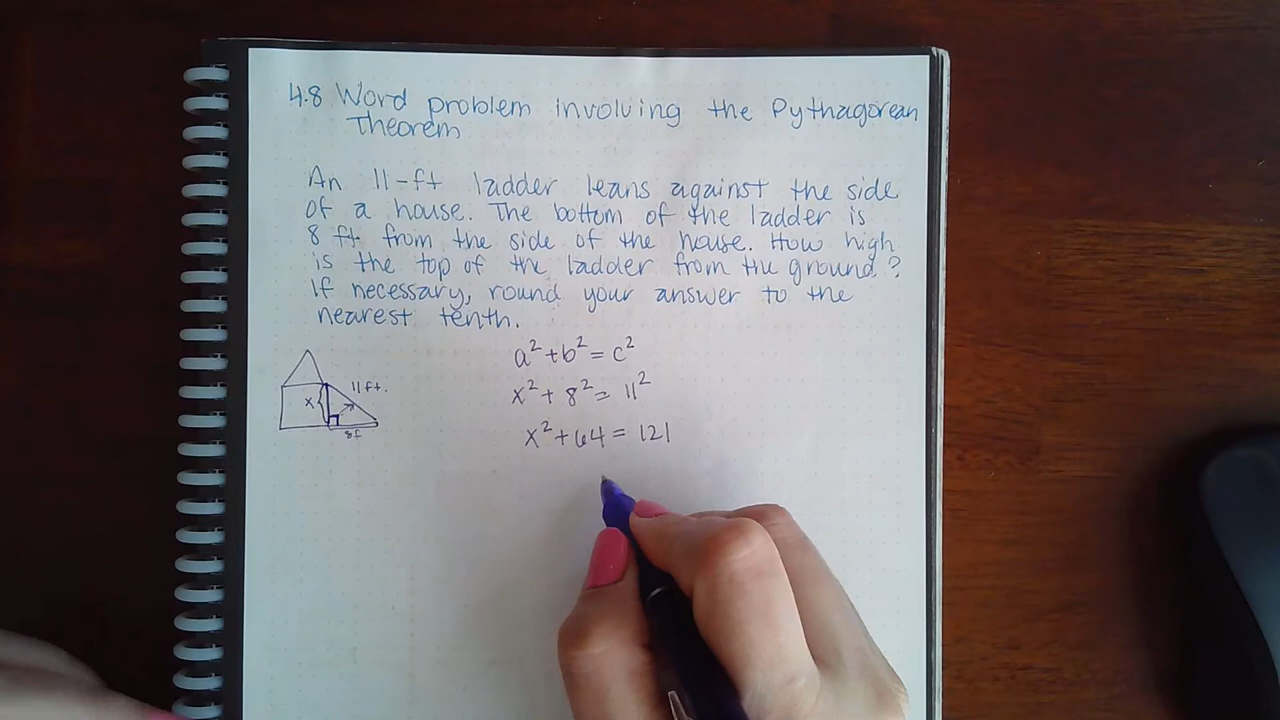 4.8 Word problem involving the Pythagorean
Theorem
An 11-ft ladder leans against the side
of a house. The bottom of the ladder is
8 ft from the side of the house. How high
is the top of the ladder from the ground?
If necessary, round your answer to the
nearest tenth.
a² + b² = c²
x² + 8² = 11²
x² + 64 = 121
11 ft.
x
8f